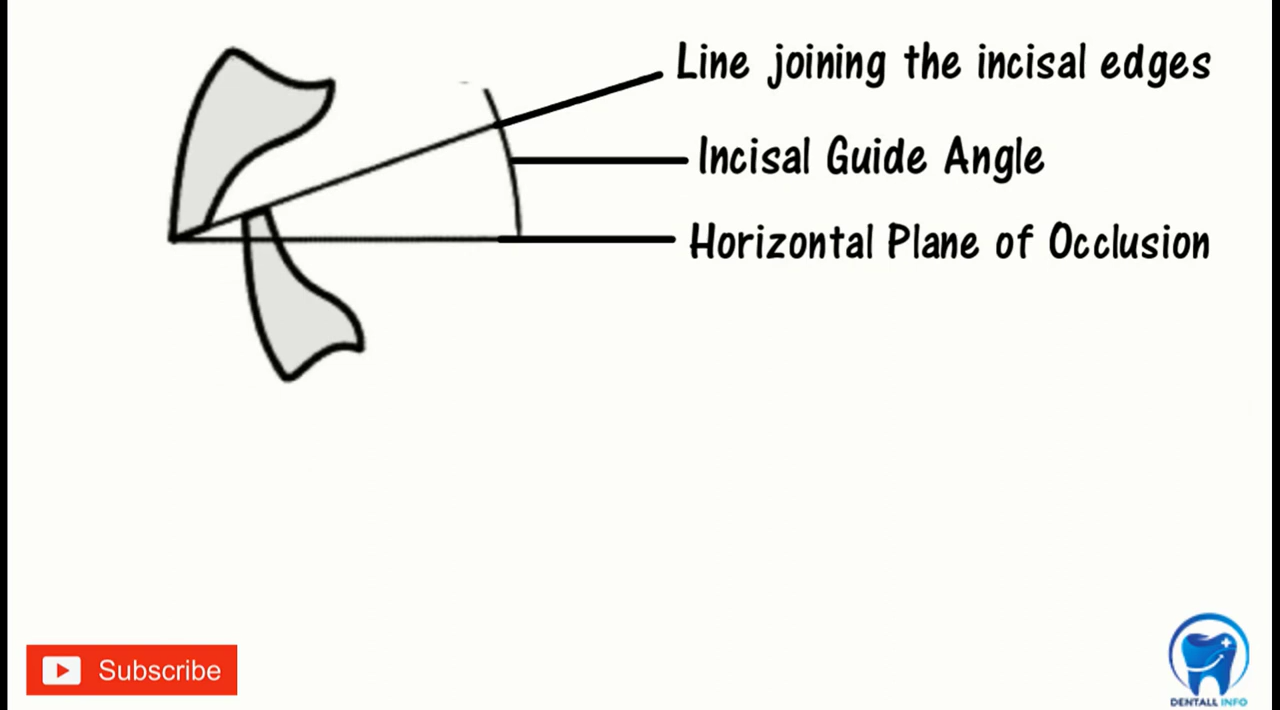 Line joining the incisal edges
Incisal Guide Angle
Horizontal Plane of Occlusion
Subscribe
DENTALL INFO